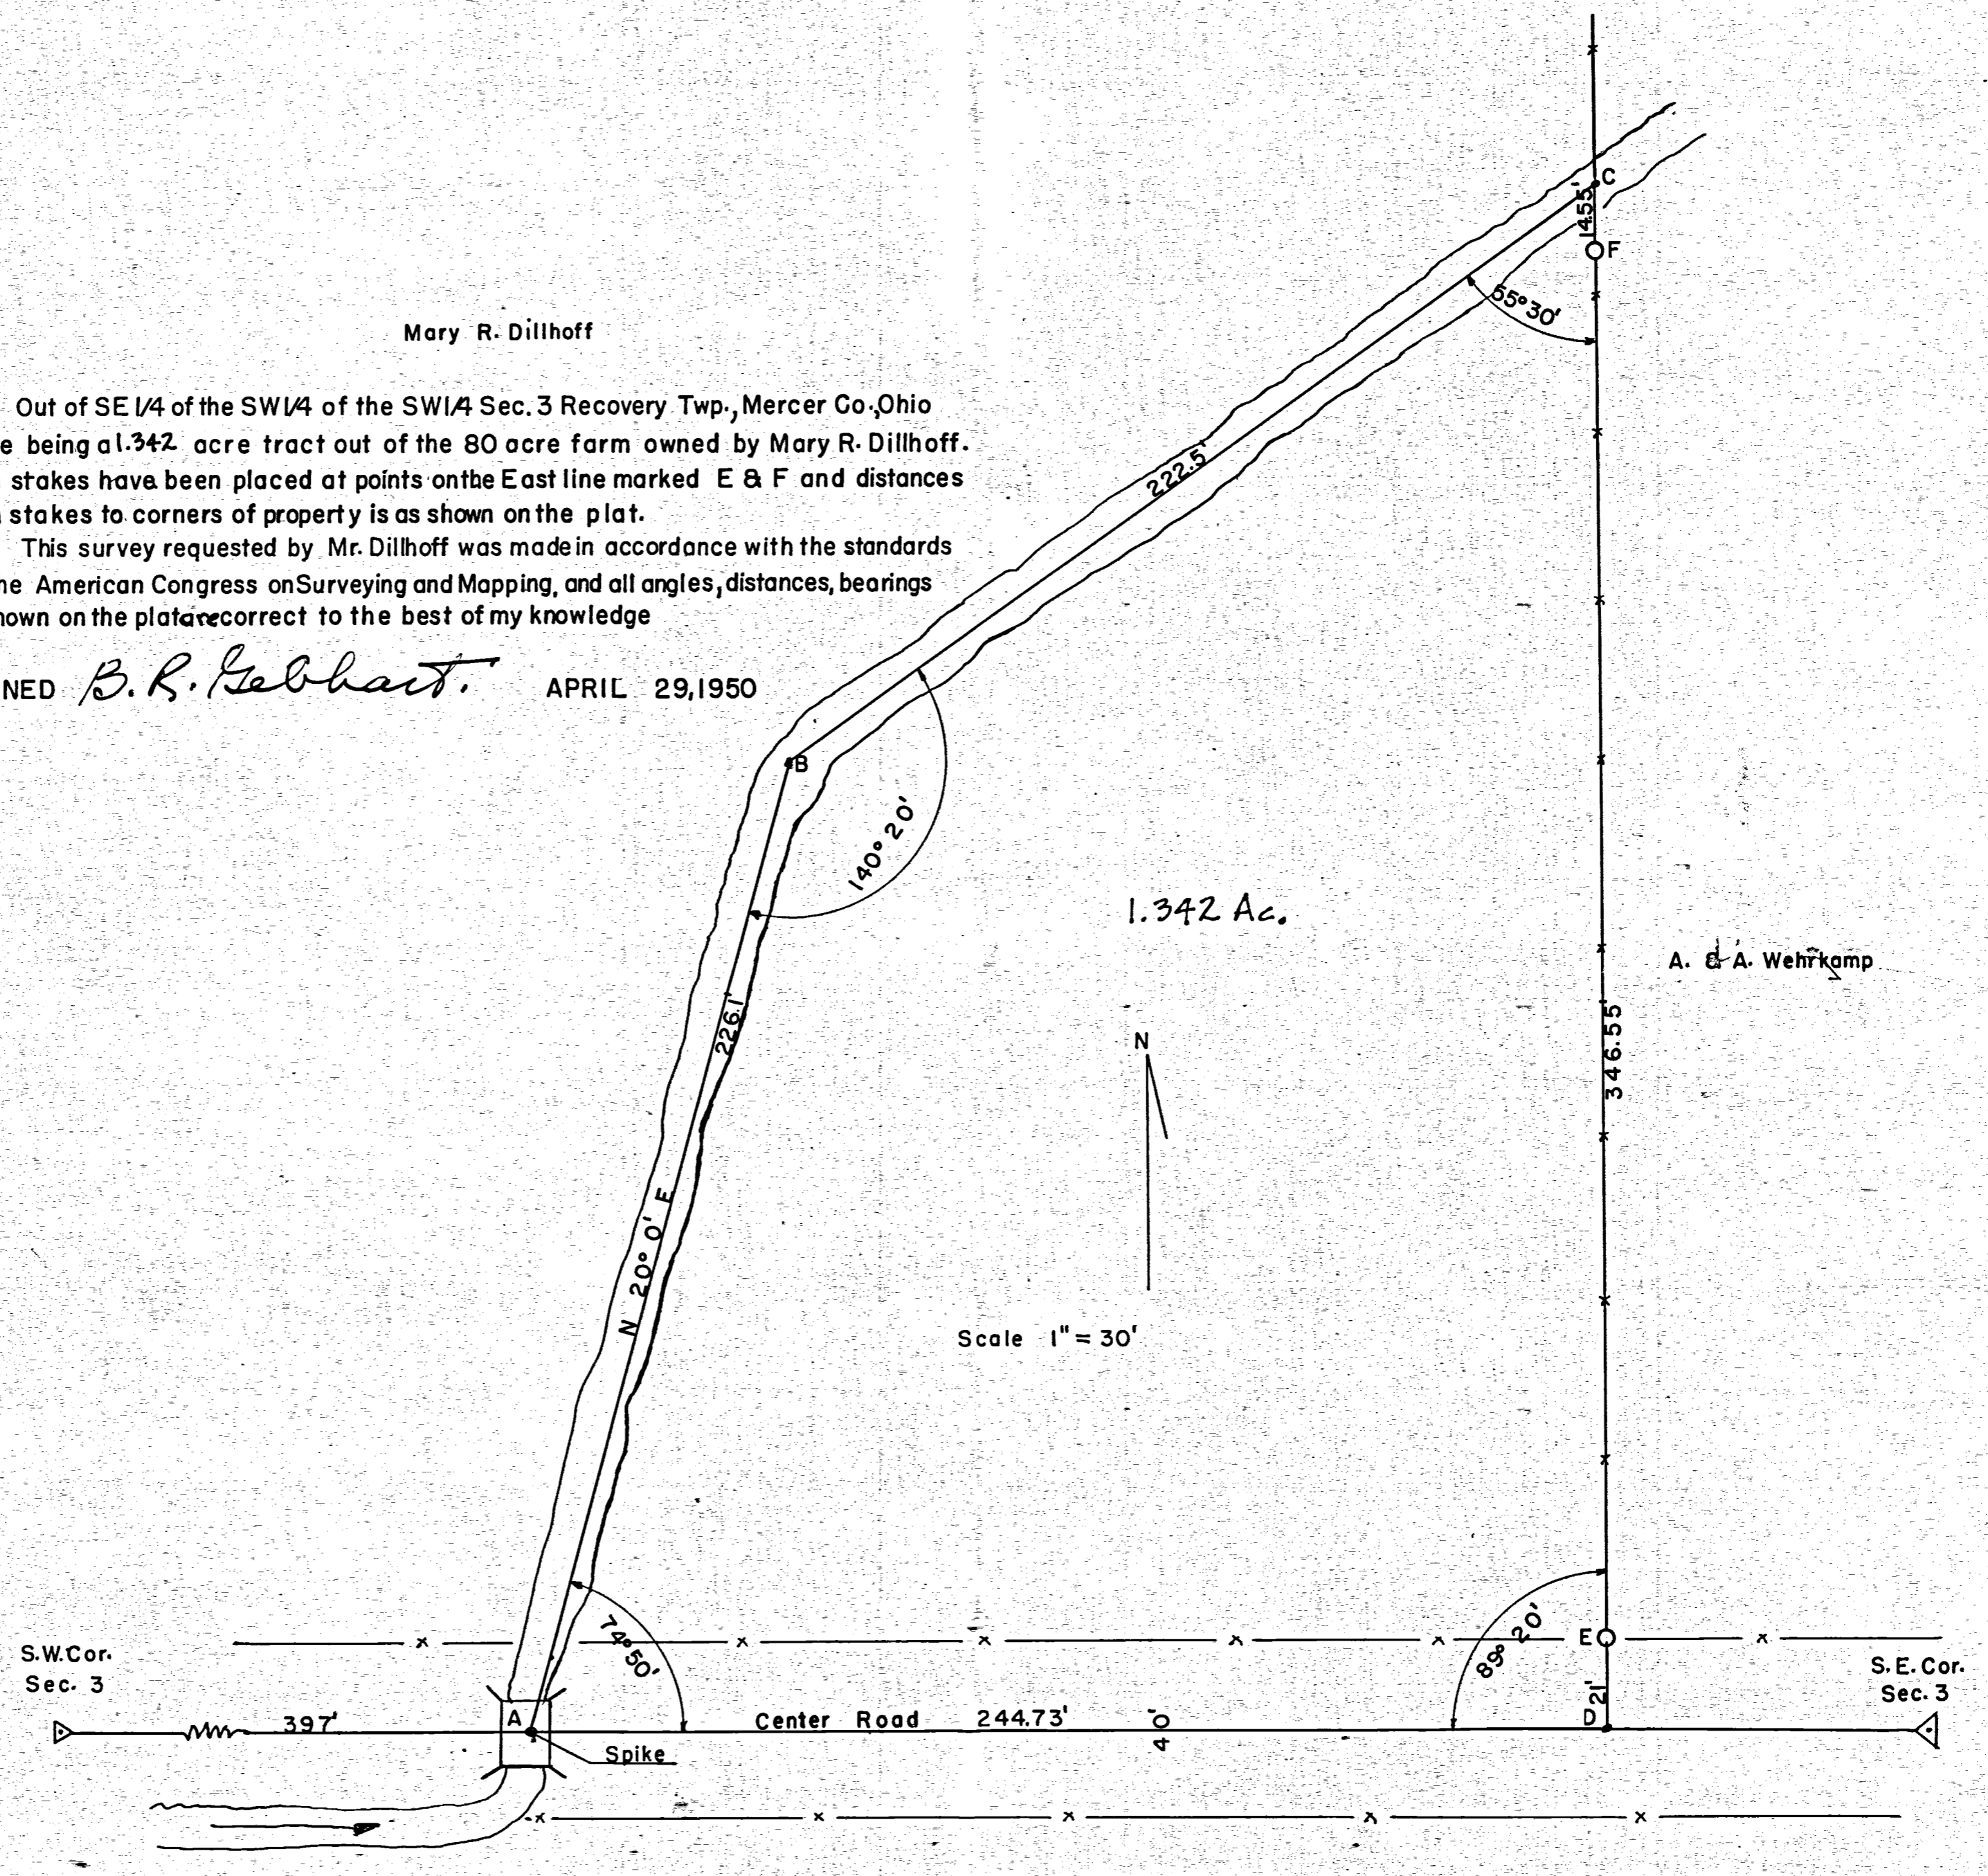 Mary R. Dillhoff
Out of SE 1/4 of the SW 1/4 of the SW 1/4 Sec. 3 Recovery Twp., Mercer Co., Ohio
e being a 1.342 acre tract out of the 80 acre farm owned by Mary R. Dillhoff.
stakes have been placed at points on the East line marked E & F and distances
stakes to corners of property is as shown on the plat.
This survey requested by Mr. Dillhoff was made in accordance with the standards
he American Congress on Surveying and Mapping, and all angles, distances, bearings
hown on the plat are correct to the best of my knowledge
NED B. R. Gebhart. APRIL 29, 1950
C
14.55'
F
55° 30'
222.5'
B
140° 20'
1.342 Ac.
A. & A. Wehrkamp
226.1'
346.55'
N
N 20° 0' E
Scale 1" = 30'
74° 50'
89° 20'
E
S.W. Cor.
Sec. 3
S.E. Cor.
Sec. 3
21'
397'
A
Center Road 244.73'
40'
D
Spike